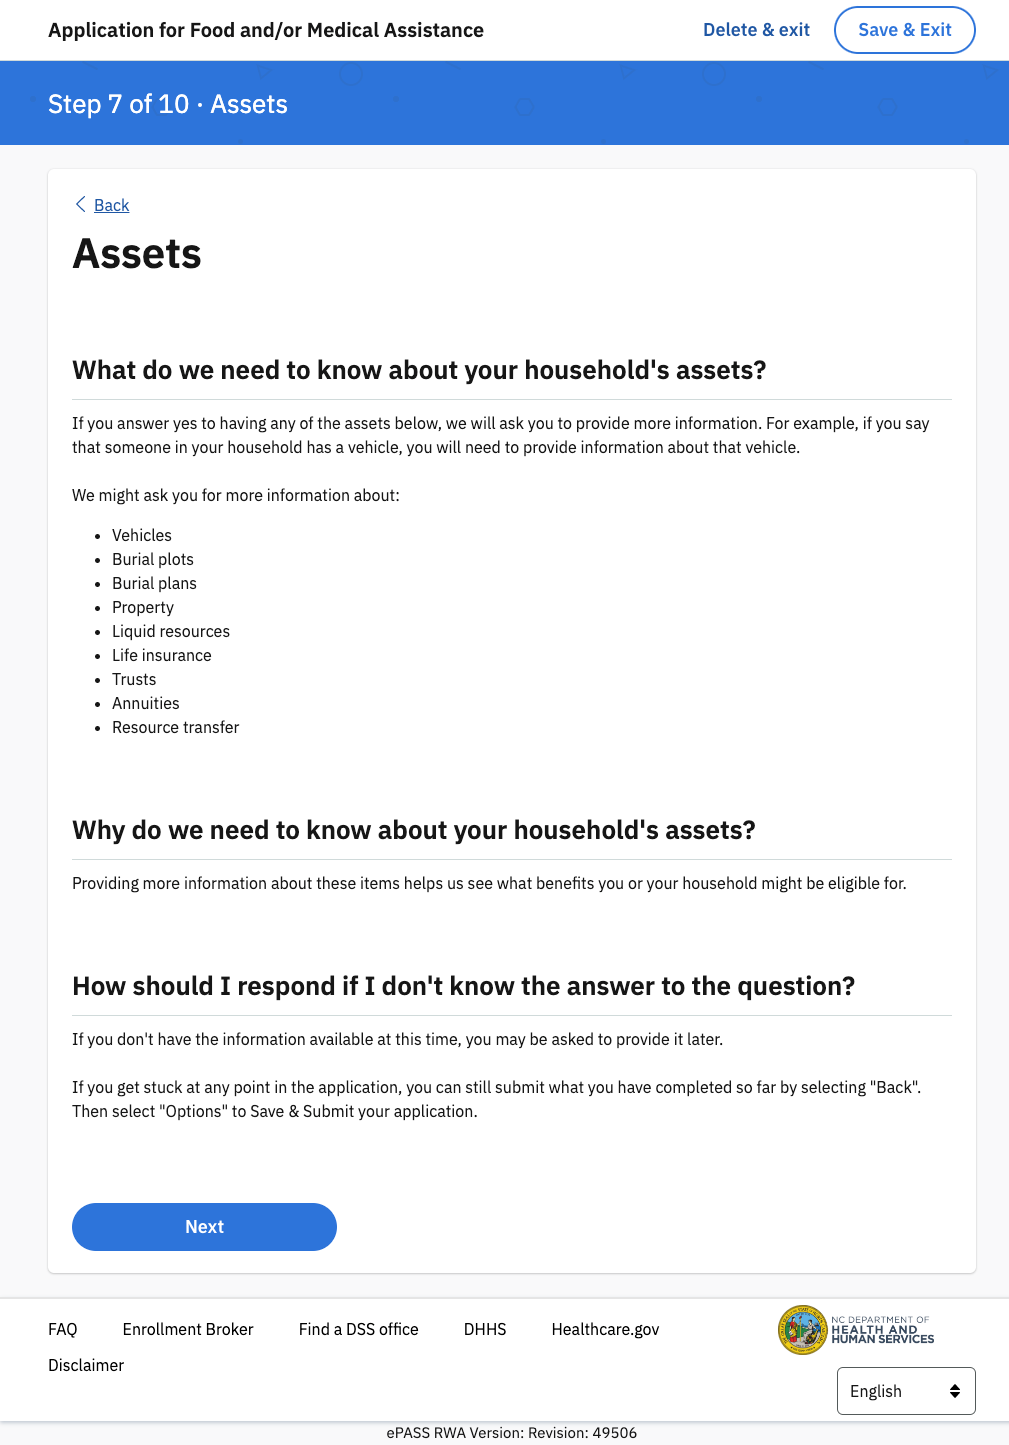 Application for Food and/or Medical Assistance
Delete & exit
Save & Exit
Step 7 of 10 · Assets
Back
Assets
What do we need to know about your household's assets?
If you answer yes to having any of the assets below, we will ask you to provide more information. For example, if you say
that someone in your household has a vehicle, you will need to provide information about that vehicle.
We might ask you for more information about:
• Vehicles
• Burial plots
• Burial plans
• Property
• Liquid resources
• Life insurance
• Trusts
• Annuities
• Resource transfer
Why do we need to know about your household's assets?
Providing more information about these items helps us see what benefits you or your household might be eligible for.
How should I respond if I don't know the answer to the question?
If you don't have the information available at this time, you may be asked to provide it later.
If you get stuck at any point in the application, you can still submit what you have completed so far by selecting "Back".
Then select "Options" to Save & Submit your application.
Next
FAQ
Enrollment Broker
Find a DSS office
DHHS
Healthcare.gov
Disclaimer
NC DEPARTMENT OF
HEALTH AND
HUMAN SERVICES
English
ePASS RWA Version: Revision: 49506